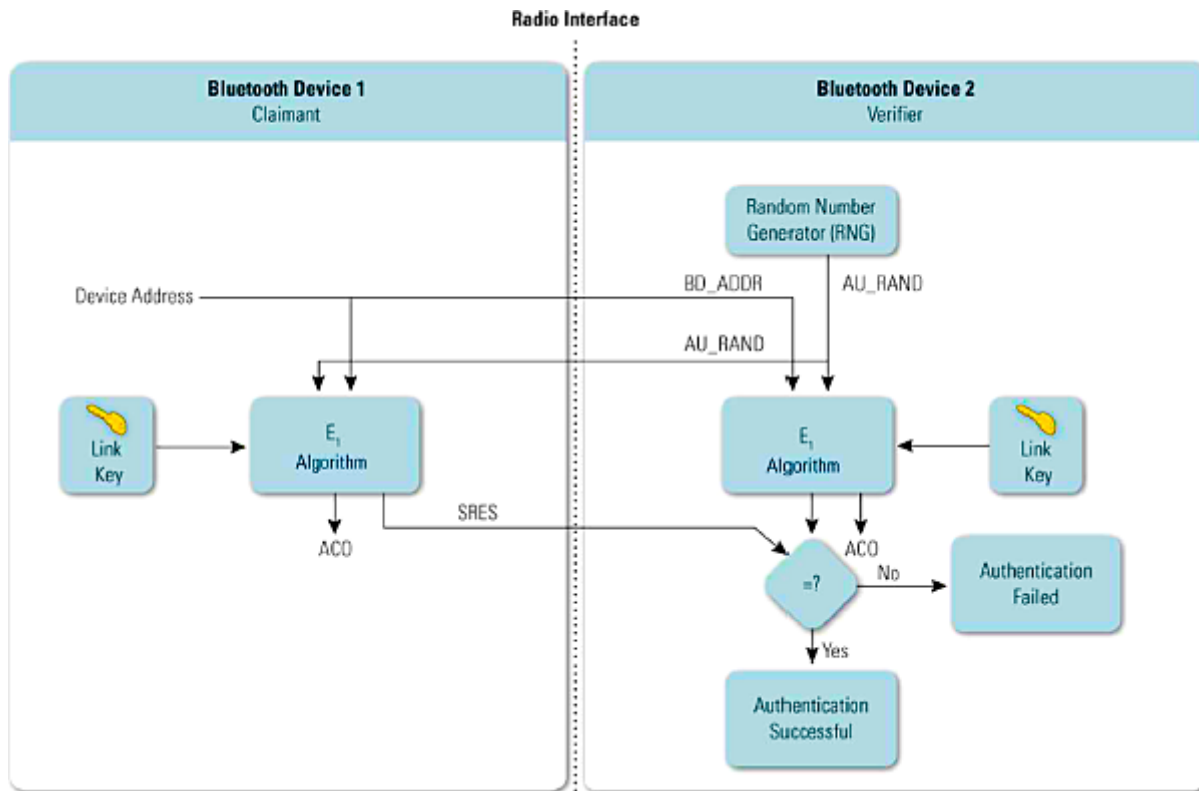 Radio Interface
Bluetooth Device 1
Claimant
Bluetooth Device 2
Verifier
Random Number
Generator (RNG)
Device Address
BD_ADDR
AU_RAND
AU_RAND
Link
Key
E1
Algorithm
E1
Algorithm
Link
Key
SRES
ACO
ACO
=?
No
Authentication
Failed
Yes
Authentication
Successful